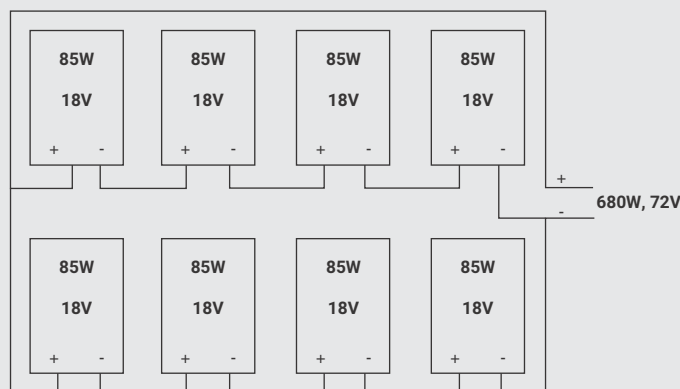 85W 85W 85W 85W
18V 18V 18V 18V
+ - + - + - + -
+
680W, 72V
-
85W 85W 85W 85W
18V 18V 18V 18V
+ - + - + - + -